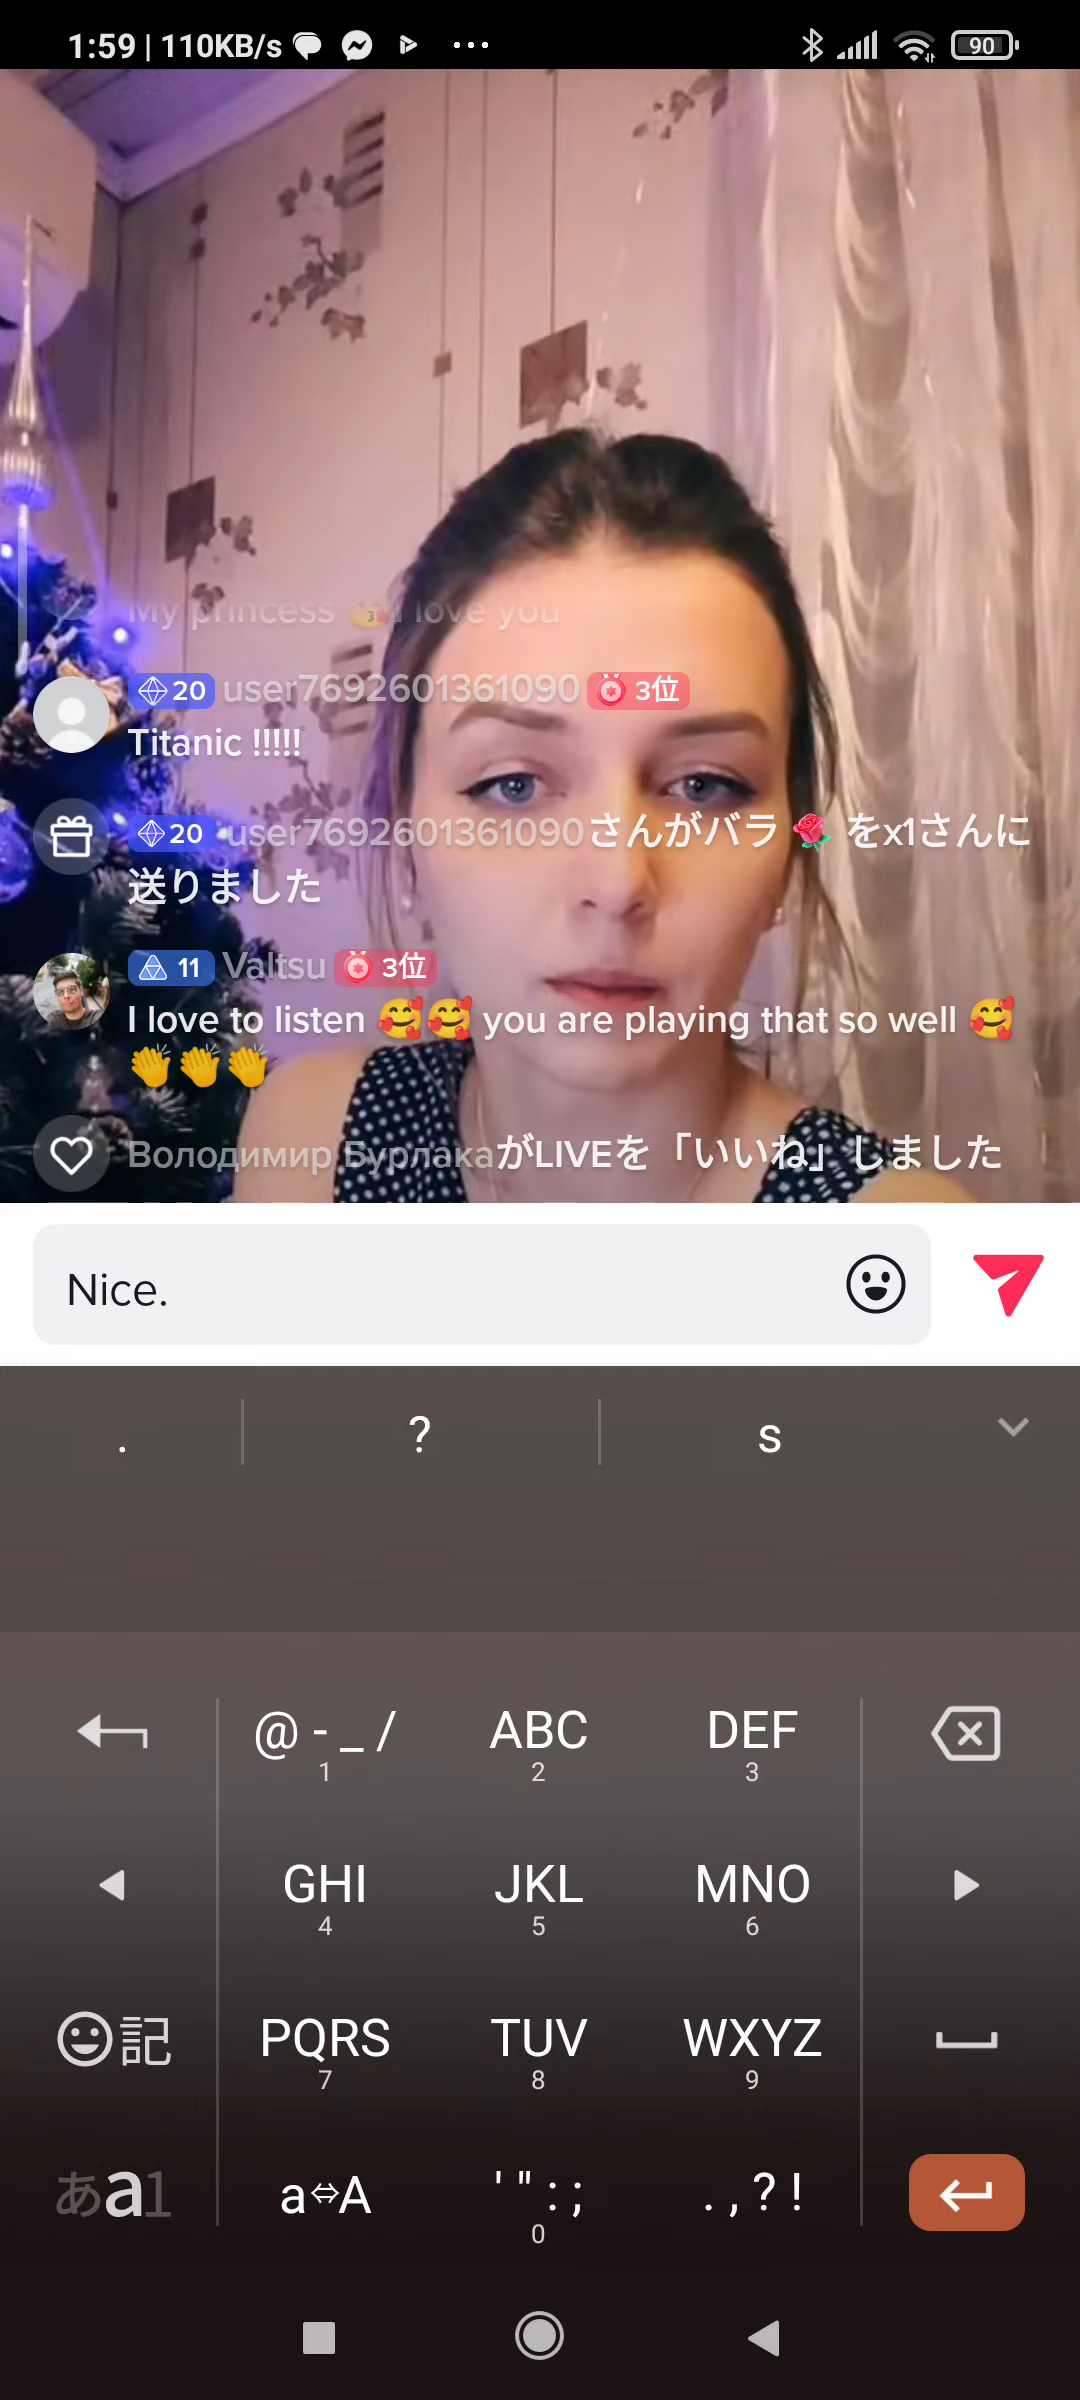 1:59 | 110KB/s
90
My princess I love you
20 user7692601361090 3位
Titanic !!!!!
20 user7692601361090さんがバラ 🌹 をx1さんに
送りました
11 Valtsu 3位
I love to listen 🥰🥰 you are playing that so well 🥰
👏👏👏
Володимир БурлакаがLIVEを「いいね」しました
Nice.
. ? s
@ - _ / ABC DEF
1 2 3
GHI JKL MNO
4 5 6
記 PQRS TUV WXYZ
7 8 9
あa1 a⇔A ' " : ; . , ? !
0